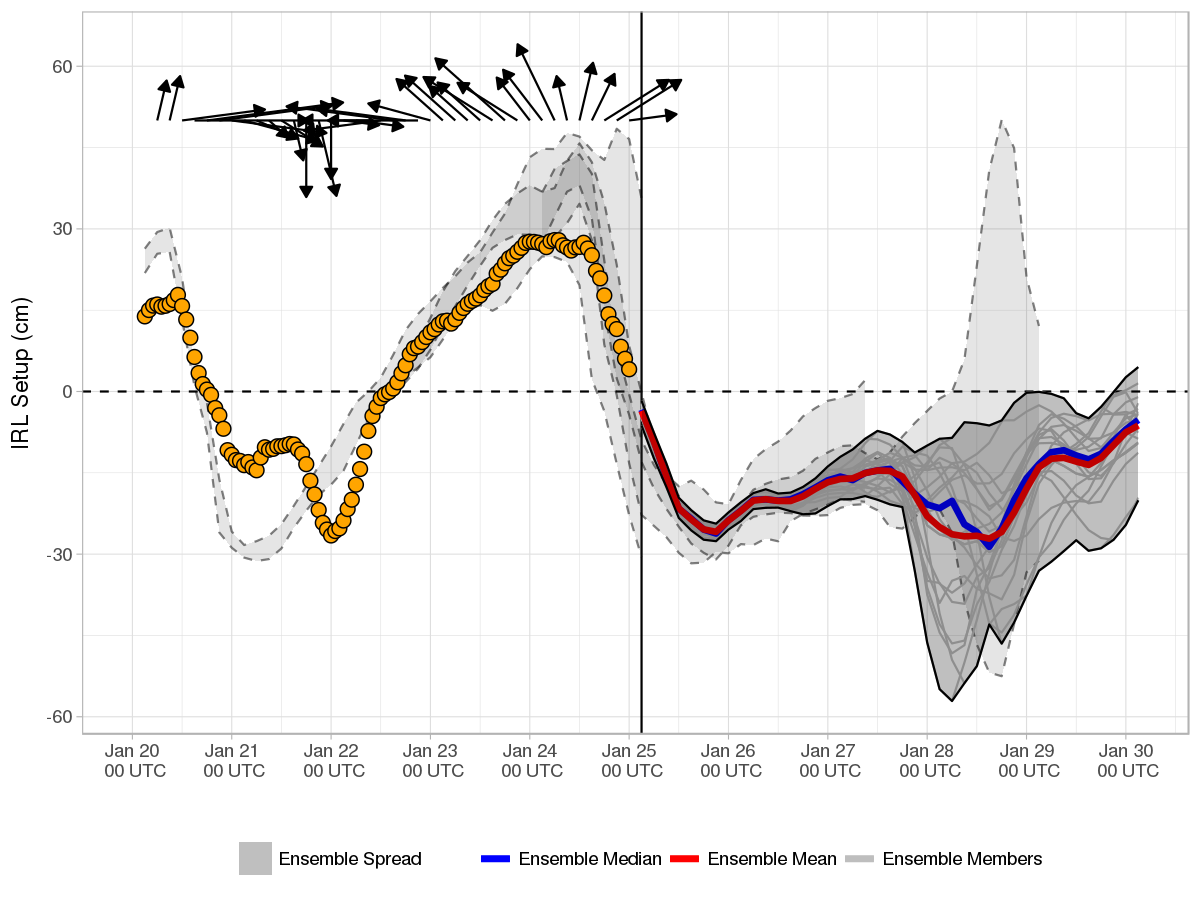 IRL Setup (cm)
60
30
0
-30
-60
Jan 20 Jan 21 Jan 22 Jan 23 Jan 24 Jan 25 Jan 26 Jan 27 Jan 28 Jan 29 Jan 30
00 UTC 00 UTC 00 UTC 00 UTC 00 UTC 00 UTC 00 UTC 00 UTC 00 UTC 00 UTC 00 UTC
Ensemble Spread Ensemble Median Ensemble Mean Ensemble Members